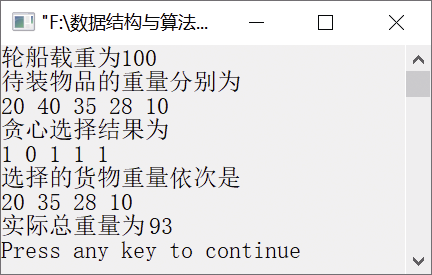 "F:\数据结构与算法...
轮船载重为100
待装物品的重量分别为
20 40 35 28 10
贪心选择结果为
1 0 1 1 1
选择的货物重量依次是
20 35 28 10
实际总重量为93
Press any key to continue